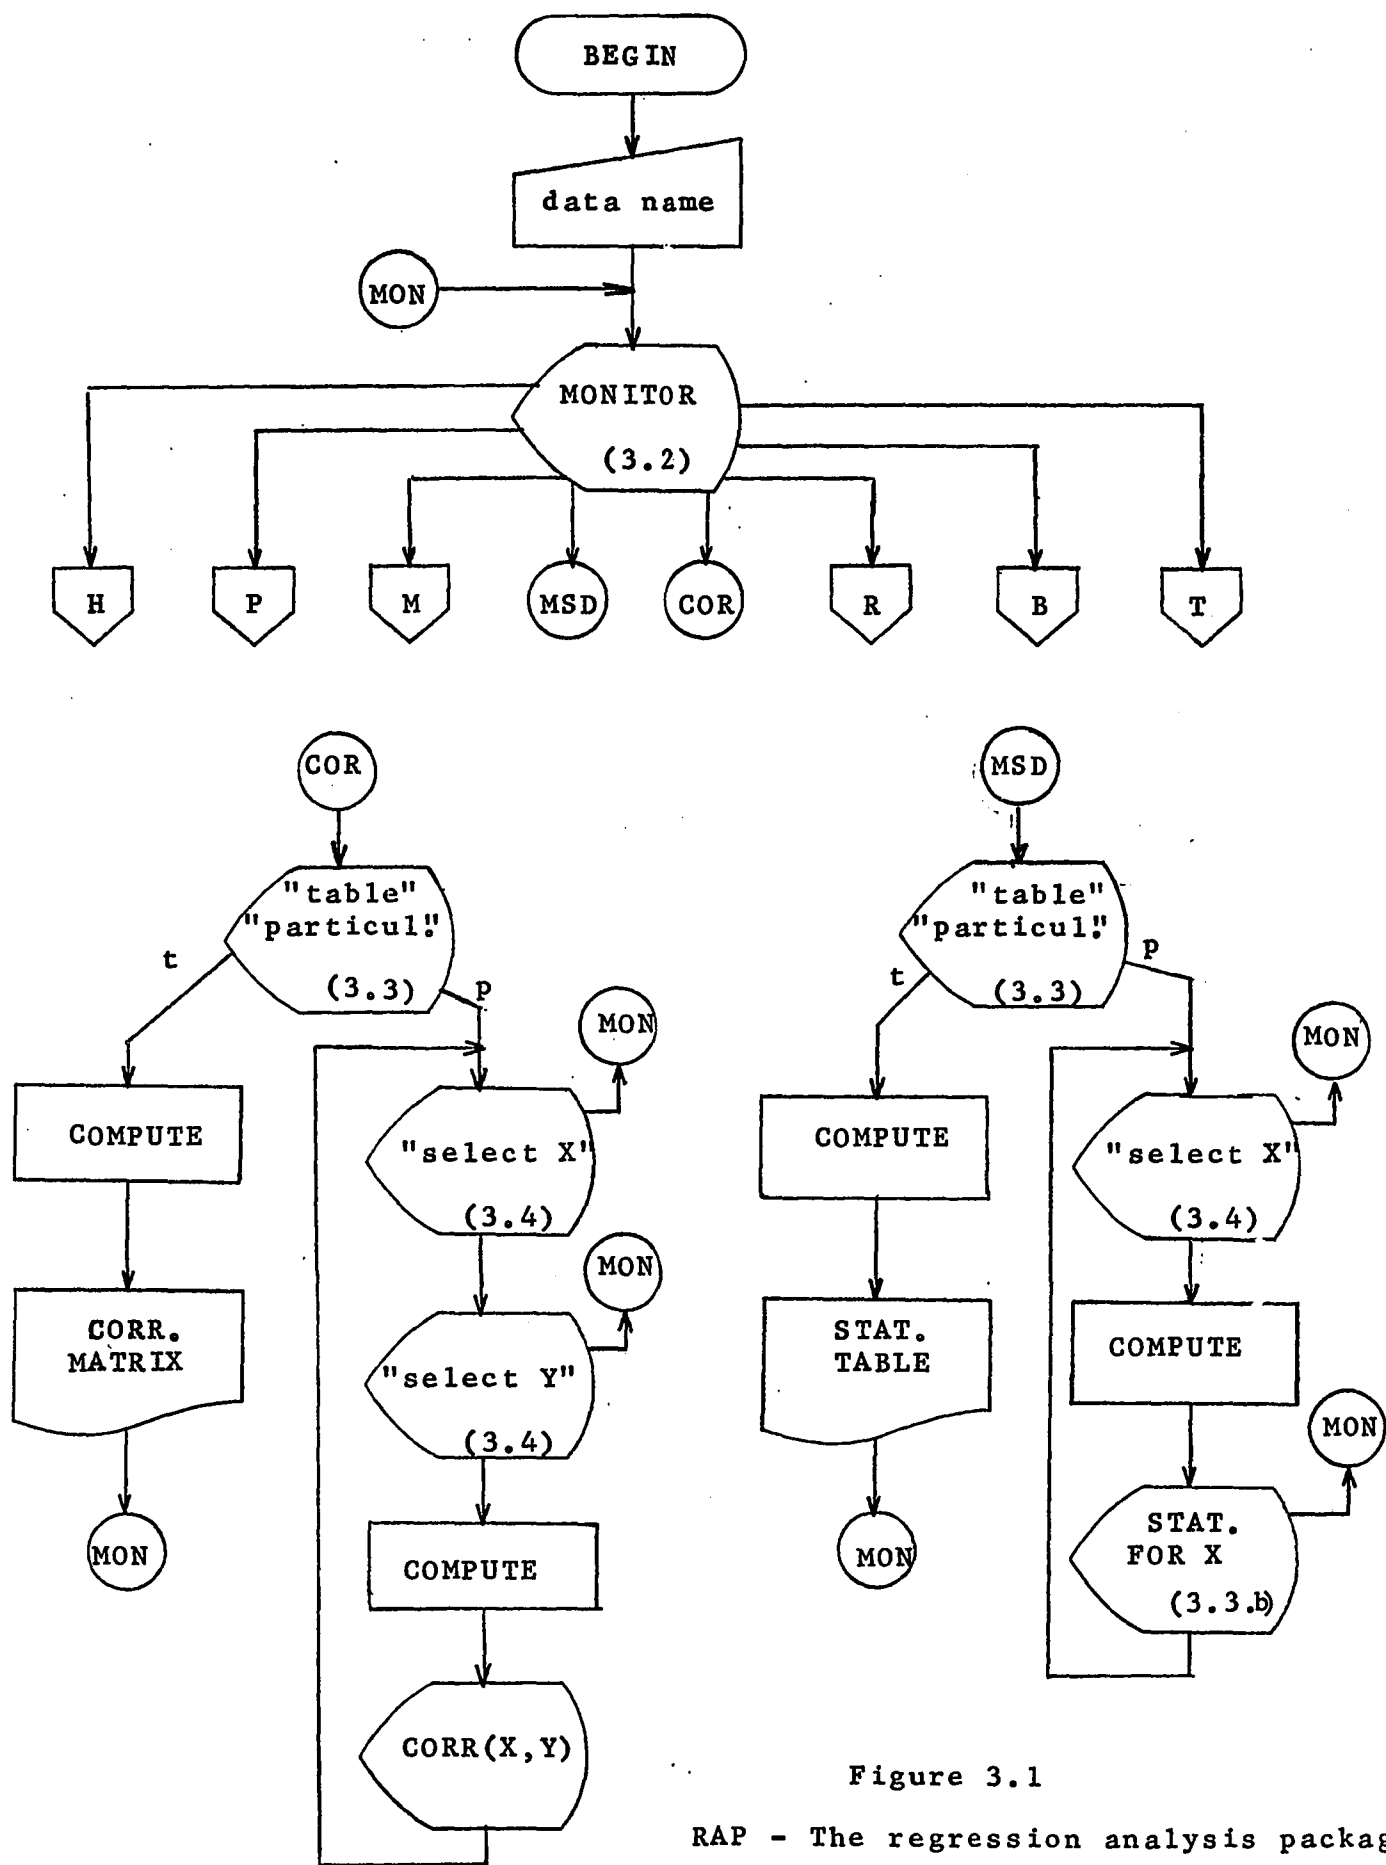 BEGIN
data name
MON
MONITOR
(3.2)
H
P
M
MSD
COR
R
B
T
COR
"table"
"particul."
(3.3)
t
p
MON
COMPUTE
"select X"
(3.4)
MON
CORR.
MATRIX
"select Y"
(3.4)
MON
COMPUTE
CORR(X,Y)
MSD
"table"
"particul."
(3.3)
t
p
MON
COMPUTE
"select X"
(3.4)
STAT.
TABLE
COMPUTE
MON
MON
STAT.
FOR X
(3.3.b)
Figure 3.1
RAP - The regression analysis packag